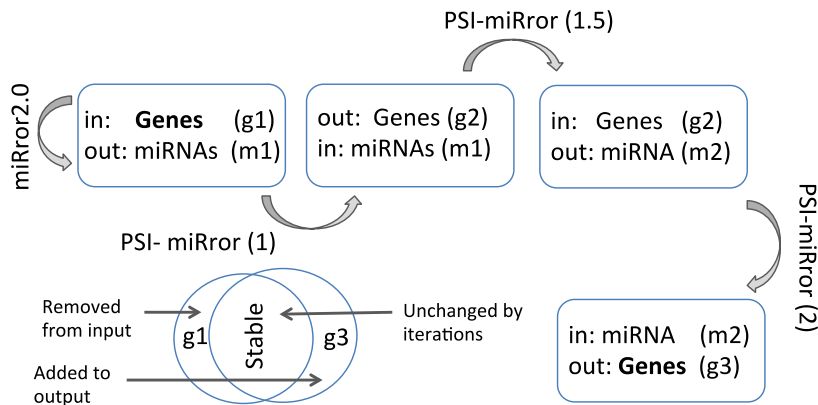 PSI-miRror (1.5)
miRror2.0
in: Genes (g1)
out: miRNAs (m1)
out: Genes (g2)
in: miRNAs (m1)
in: Genes (g2)
out: miRNA (m2)
PSI- miRror (1)
PSI-miRror (2)
Removed
from input
g1
Stable
g3
Unchanged by
iterations
Added to
output
in: miRNA (m2)
out: Genes (g3)